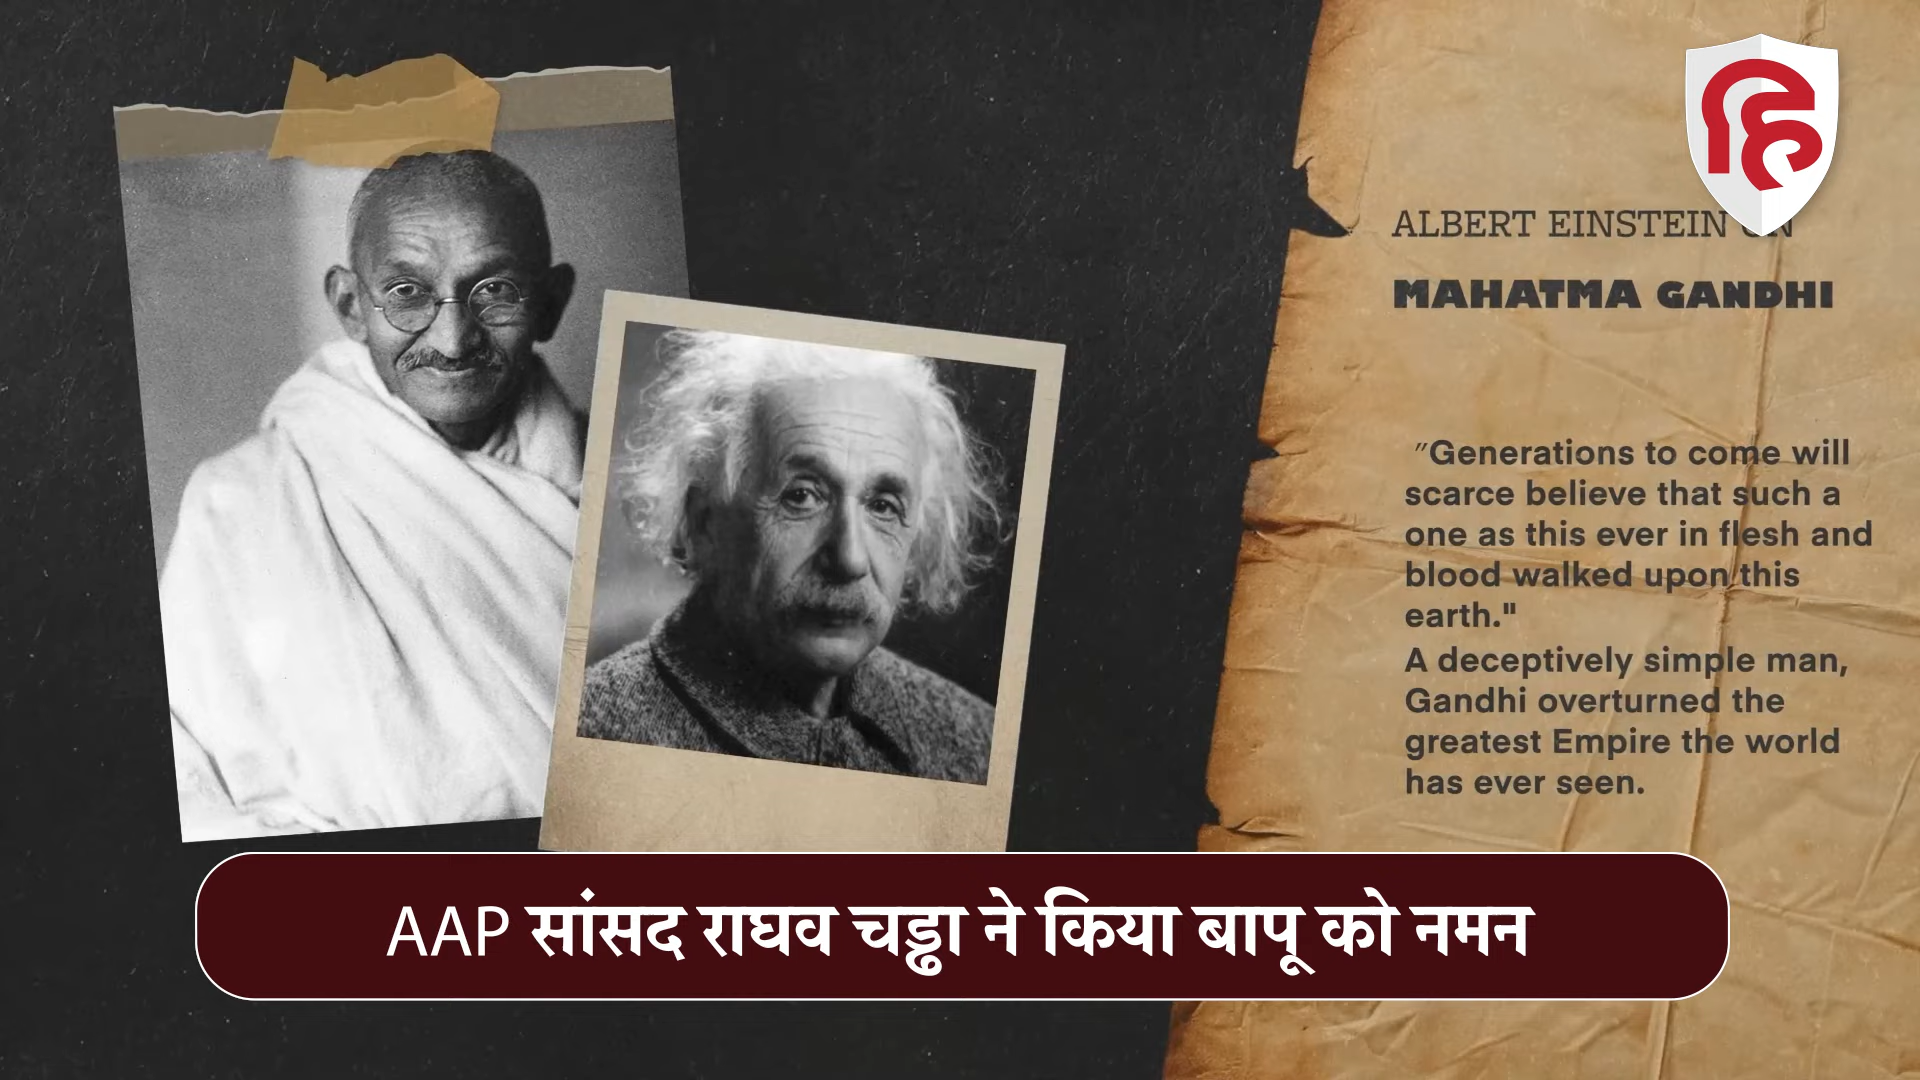 हि
ALBERT EINSTEIN ON
MAHATMA GANDHI
"Generations to come will
scarce believe that such a
one as this ever in flesh and
blood walked upon this
earth."
A deceptively simple man,
Gandhi overturned the
greatest Empire the world
has ever seen.
AAP सांसद राघव चड्ढा ने किया बापू को नमन